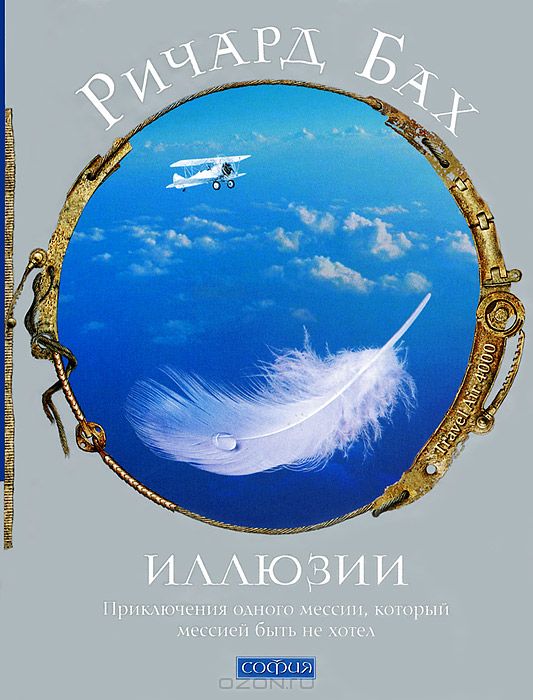 Ричард Бах
Travel Air 4000
ИЛЛЮЗИИ
Приключения одного мессии, который
мессией быть не хотел
СОФИЯ
ozon.ru